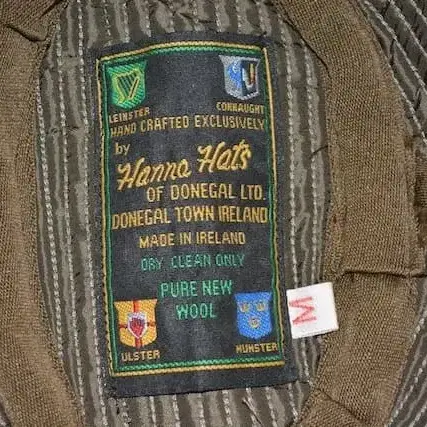 LEINSTER CONNAUGHT
HAND CRAFTED EXCLUSIVELY
by
Hanna Hats
OF DONEGAL LTD.
DONEGAL TOWN IRELAND
MADE IN IRELAND
DRY CLEAN ONLY
PURE NEW
WOOL
ULSTER MUNSTER
M